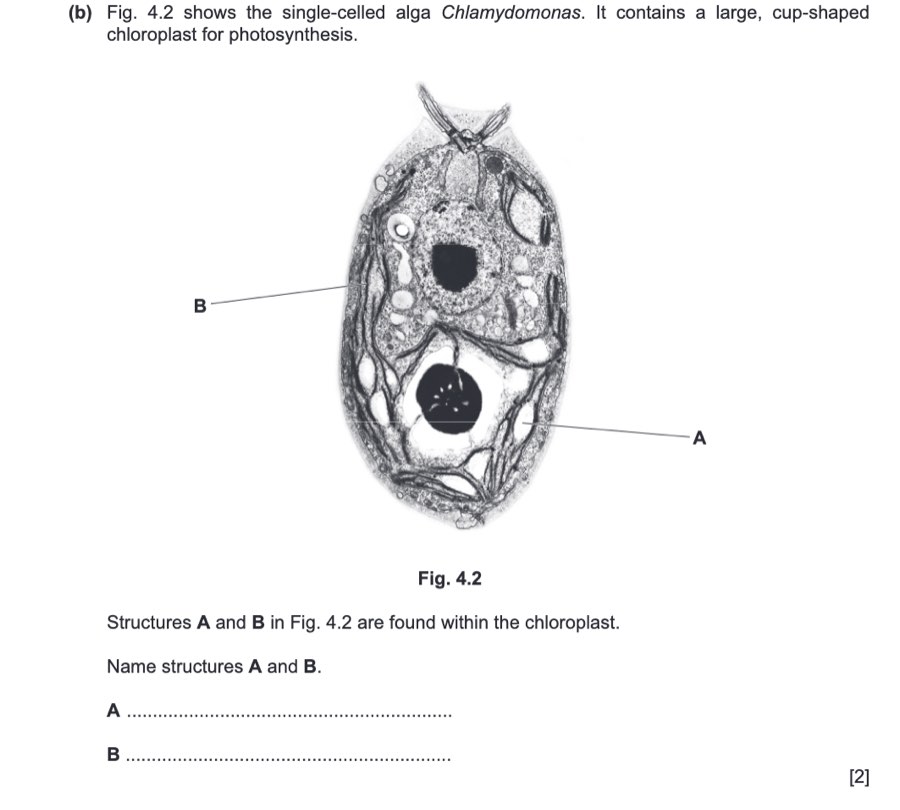 (b) Fig. 4.2 shows the single-celled alga Chlamydomonas. It contains a large, cup-shaped
chloroplast for photosynthesis.
B
A
Fig. 4.2
Structures A and B in Fig. 4.2 are found within the chloroplast.
Name structures A and B.
A ..............................................................
B ..............................................................
[2]